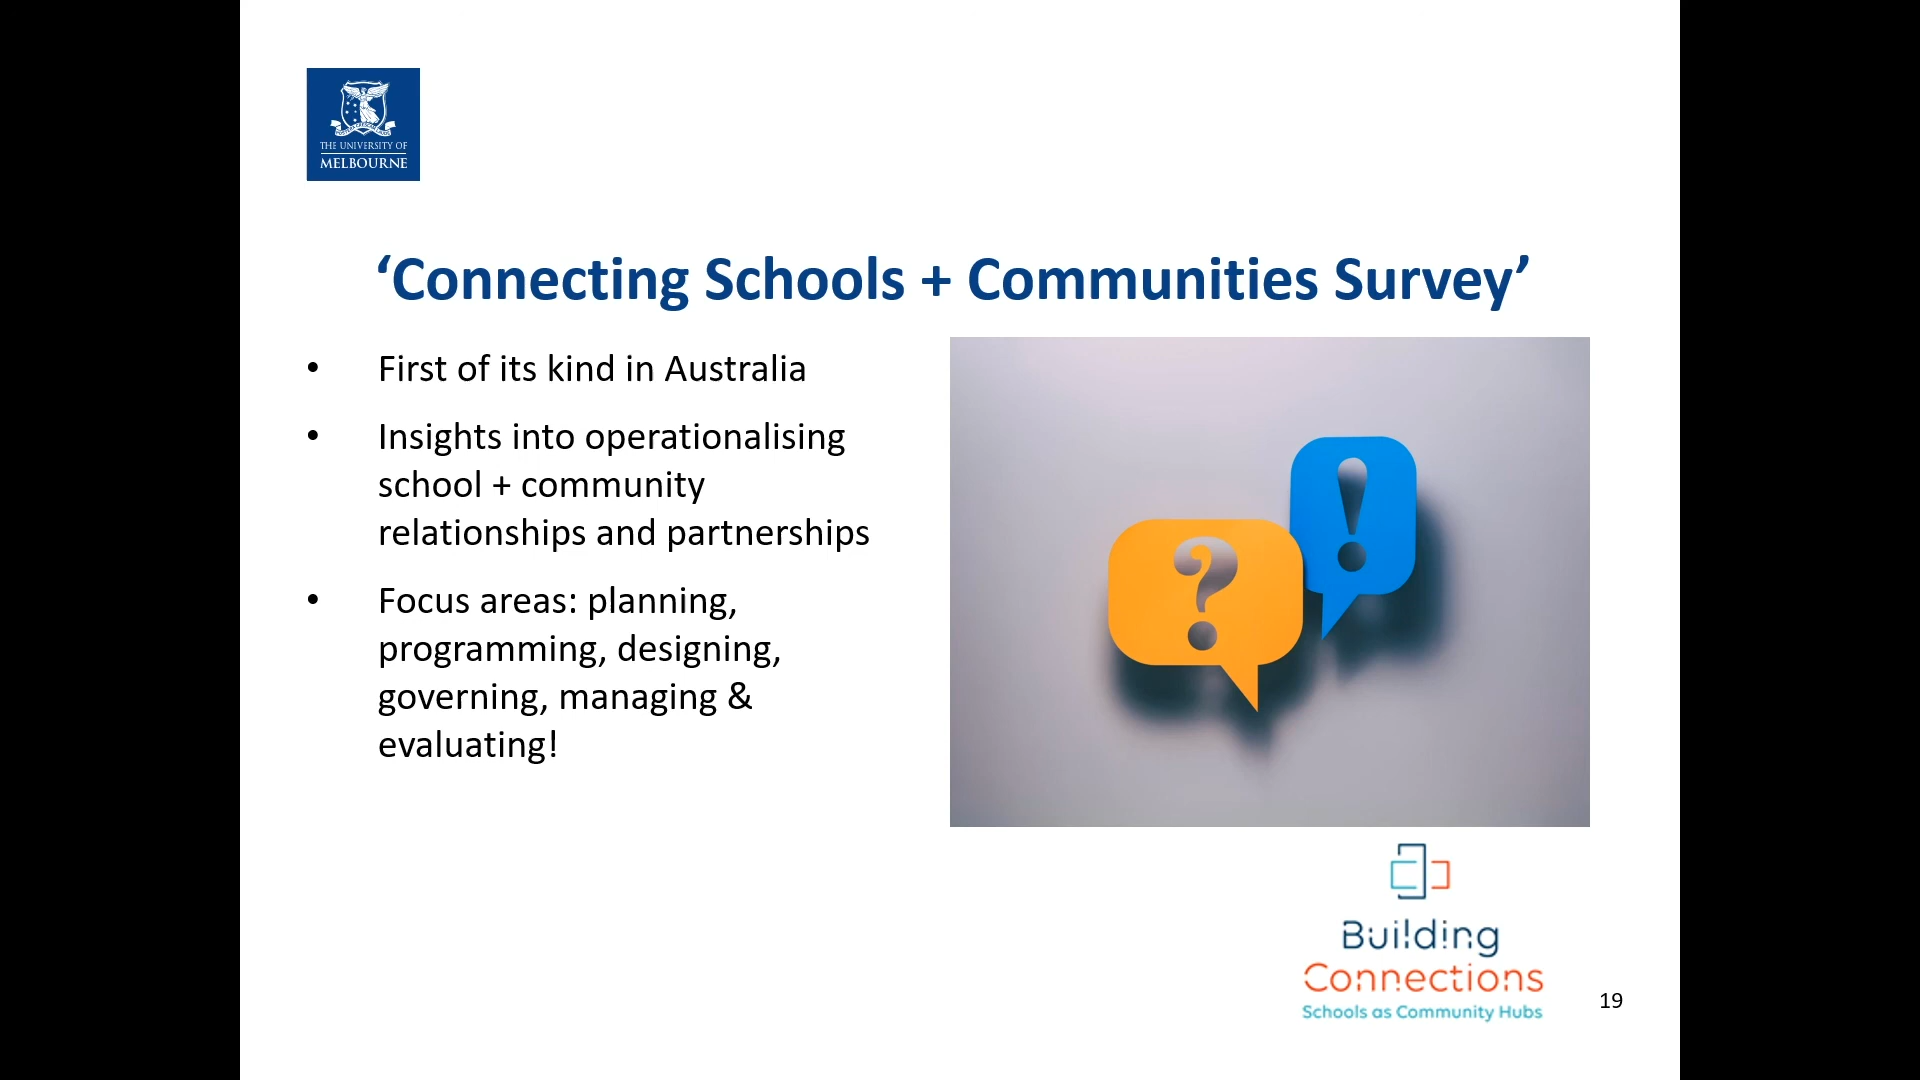 THE UNIVERSITY OF
MELBOURNE
‘Connecting Schools + Communities Survey’
• First of its kind in Australia
• Insights into operationalising
school + community
relationships and partnerships
• Focus areas: planning,
programming, designing,
governing, managing &
evaluating!
?
!
Building
Connections
Schools as Community Hubs
19